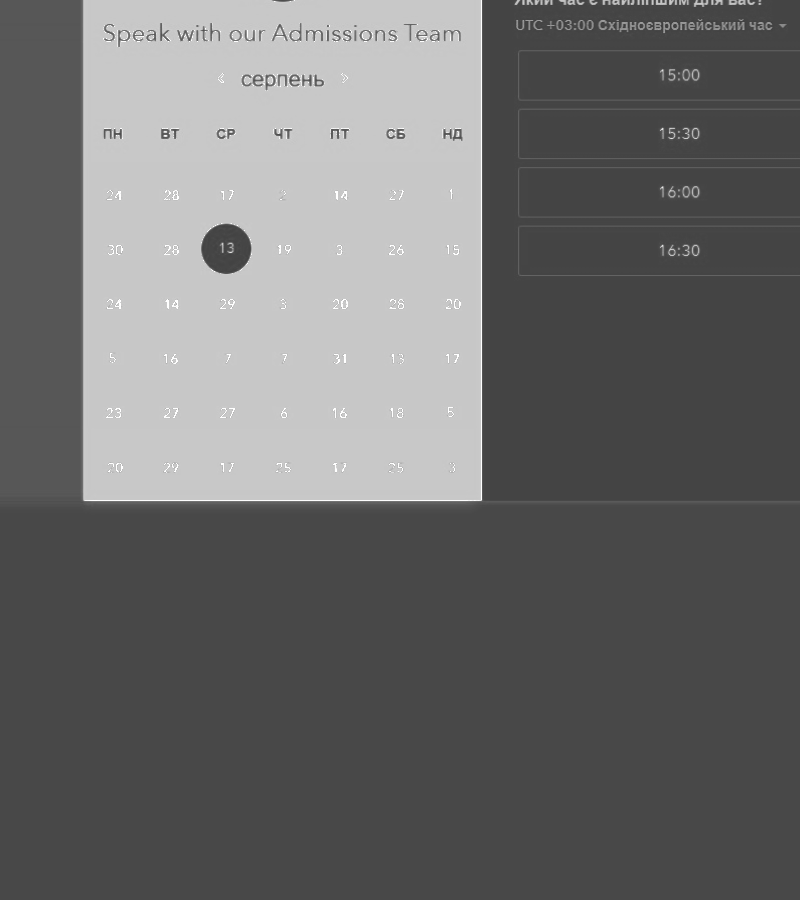 Speak with our Admissions Team
« серпень »
ПН ВТ СР ЧТ ПТ СБ НД
24 28 17 2 14 27 1
30 28 13 19 3 26 15
24 14 29 20 28 20
5 16 7 7 31 13 17
23 27 27 6 16 18 5
20 29 17 25 17 25 3
Який час є найліпшим для вас?
UTC +03:00 Східноєвропейський час
15:00
15:30
16:00
16:30